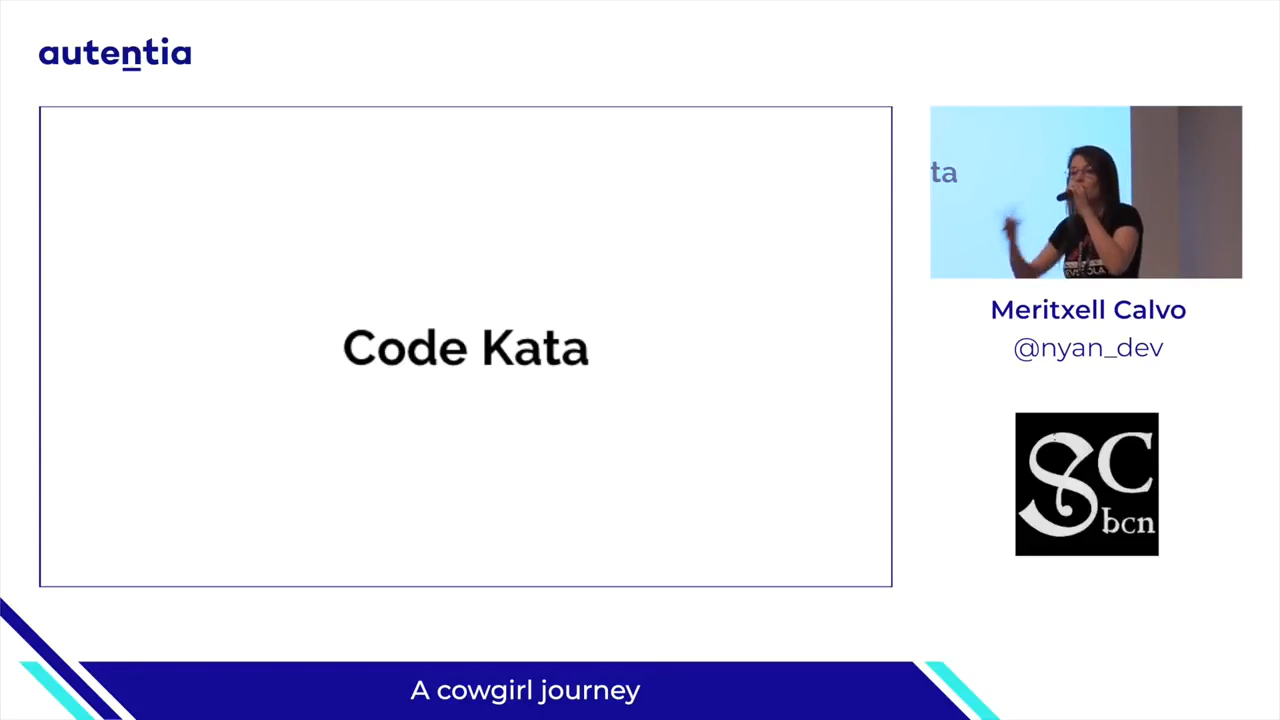 autentia
Code Kata
ta
Meritxell Calvo
@nyan_dev
SC
bcn
A cowgirl journey